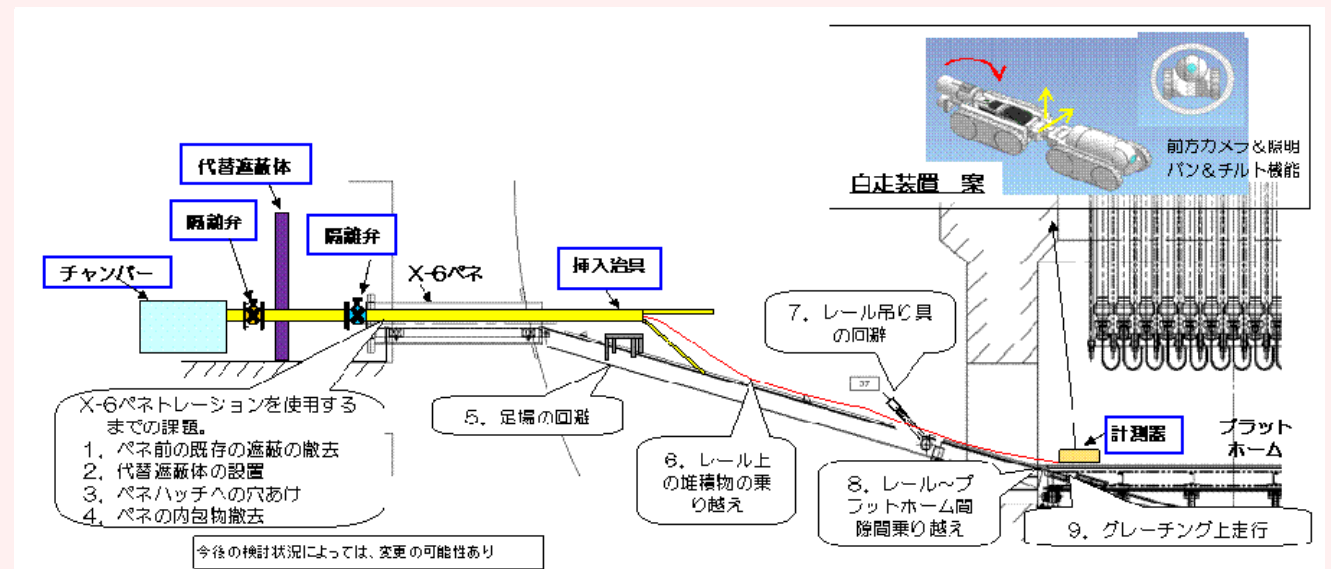 前方カメラ&照明
パン&チルト機能
自走装置 案
代替遮蔽体
隔離弁
隔離弁
チャンバー
X-6ペネ
挿入治具
7. レール吊り具
の回避
37
X-6ペネトレーションを使用する
までの課題。
1. ペネ前の既存の遮蔽の撤去
2. 代替遮蔽体の設置
3. ペネハッチへの穴あけ
4. ペネの内包物撤去
5. 足場の回避
6. レール上
の堆積物の乗
り越え
計測器
プラット
ホーム
8. レール~プ
ラットホーム間
隙間乗り越え
9. グレーチング上走行
今後の検討状況によっては、変更の可能性あり